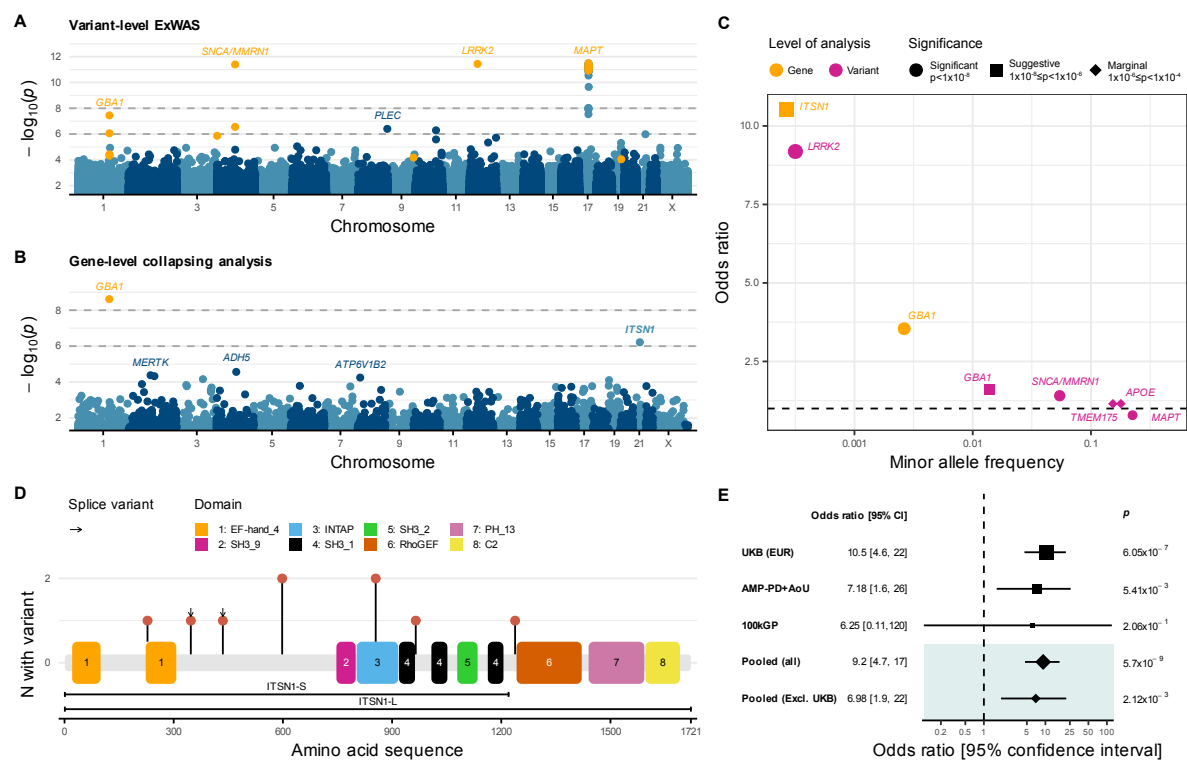 A
Variant-level ExWAS
SNCA/MMRN1
LRRK2
MAPT
GBA1
PLEC
12
10
8
6
4
2
− log10(p)
1 3 5 7 9 11 13 15 17 19 21 X
Chromosome
B
Gene-level collapsing analysis
GBA1
ITSN1
MERTK
ADH5
ATP6V1B2
8
6
4
2
− log10(p)
1 3 5 7 9 11 13 15 17 19 21 X
Chromosome
C
Level of analysis
Gene
Variant
Significance
Significant
p<1x10-8
Suggestive
1x10-8≤p<1x10-6
Marginal
1x10-6≤p<1x10-4
ITSN1
LRRK2
GBA1
GBA1
SNCA/MMRN1
APOE
TMEM175
MAPT
10.0
7.5
5.0
2.5
Odds ratio
0.001 0.01 0.1
Minor allele frequency
D
Splice variant
Domain
1: EF-hand_4
2: SH3_9
3: INTAP
4: SH3_1
5: SH3_2
6: RhoGEF
7: PH_13
8: C2
2
1
0
N with variant
1 1 2 3 4 4 5 4 6 7 8
ITSN1-S
ITSN1-L
0 300 600 900 1200 1500 1721
Amino acid sequence
E
Odds ratio [95% CI] p
UKB (EUR) 10.5 [4.6, 22] 6.05x10− 7
AMP-PD+AoU 7.18 [1.6, 26] 5.41x10− 3
100kGP 6.25 [0.11,120] 2.06x10− 1
Pooled (all) 9.2 [4.7, 17] 5.7x10− 9
Pooled (Excl. UKB) 6.98 [1.9, 22] 2.12x10− 3
0.2 0.5 1 5 10 25 50 100
Odds ratio [95% confidence interval]